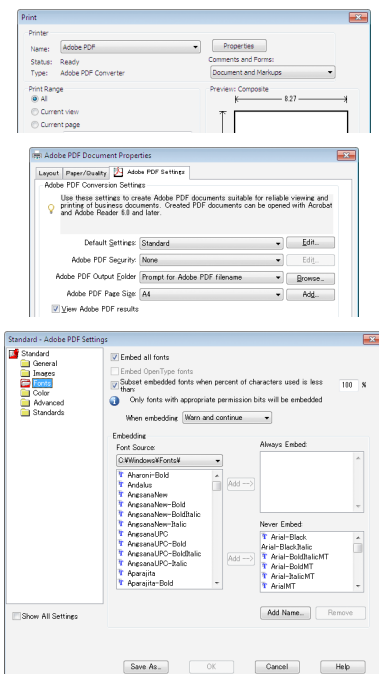 Print
Printer
Name: Adobe PDF Properties
Status: Ready Comments and Forms:
Type: Adobe PDF Converter Document and Markups
Print Range Preview: Composite
All 8.27
Current view
Current page
Adobe PDF Document Properties
Layout Paper/Quality Adobe PDF Settings
Adobe PDF Conversion Settings
Use these settings to create Adobe PDF documents suitable for reliable viewing and
printing of business documents. Created PDF documents can be opened with Acrobat
and Adobe Reader 6.0 and later.
Default Settings: Standard Edit...
Adobe PDF Security: None Edit...
Adobe PDF Output Folder Prompt for Adobe PDF filename Browse...
Adobe PDF Page Size: A4 Add...
View Adobe PDF results
Standard - Adobe PDF Settings
Standard
General
Images
Fonts
Color
Advanced
Standards
Show All Settings
Embed all fonts
Embed OpenType fonts
Subset embedded fonts when percent of characters used is less
than: 100 %
Only fonts with appropriate permission bits will be embedded
When embedding Warn and continue
Embedding
Font Source: Always Embed:
C:¥Windows¥Fonts¥
Aharoni-Bold
Andalus
AngsanaNew
AngsanaNew-Bold
AngsanaNew-BoldItalic
AngsanaNew-Italic
AngsanaUPC
AngsanaUPC-Bold
AngsanaUPC-BoldItalic
AngsanaUPC-Italic
Aparajita
Aparajita-Bold
Add -->
Add -->
Never Embed:
Arial-Black
Arial-BlackItalic
Arial-BoldItalicMT
Arial-BoldMT
Arial-ItalicMT
ArialMT
Add Name... Remove
Save As... OK Cancel Help